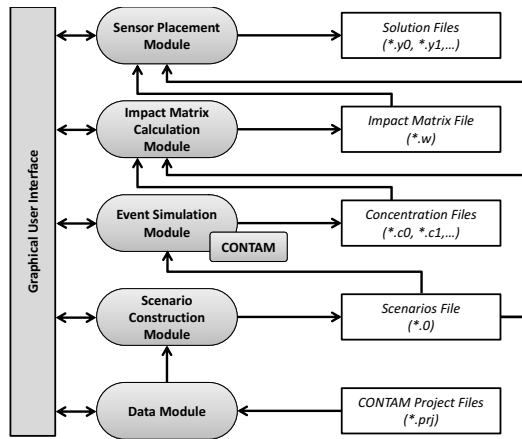 Graphical User Interface
Sensor Placement
Module
Solution Files
(*.y0, *.y1,…)
Impact Matrix
Calculation
Module
Impact Matrix File
(*.w)
Event Simulation
Module
CONTAM
Concentration Files
(*.c0, *.c1,…)
Scenario
Construction
Module
Scenarios File
(*.0)
Data Module
CONTAM Project Files
(*.prj)